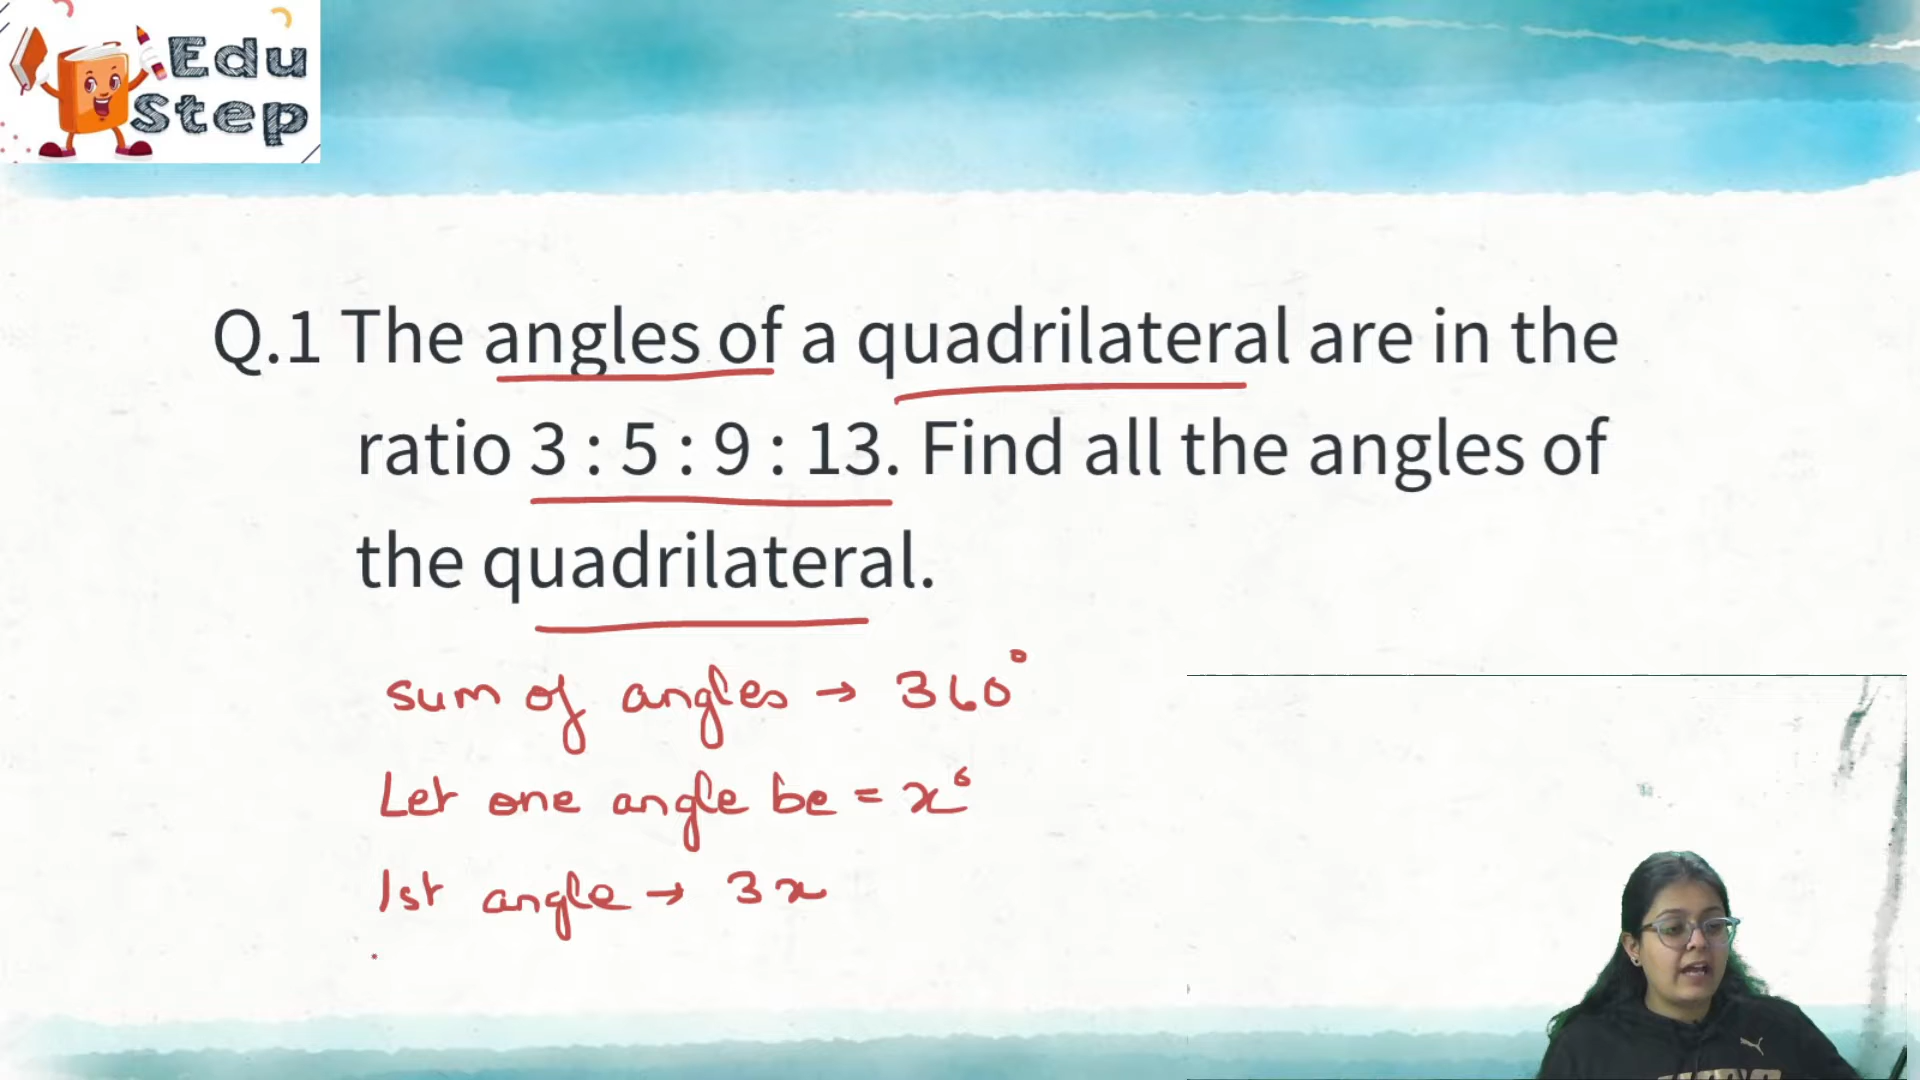 Edu
Step
Q.1 The angles of a quadrilateral are in the
ratio 3 : 5 : 9 : 13. Find all the angles of
the quadrilateral.
sum of angles → 360°
Let one angle be = x°
1st angle → 3x